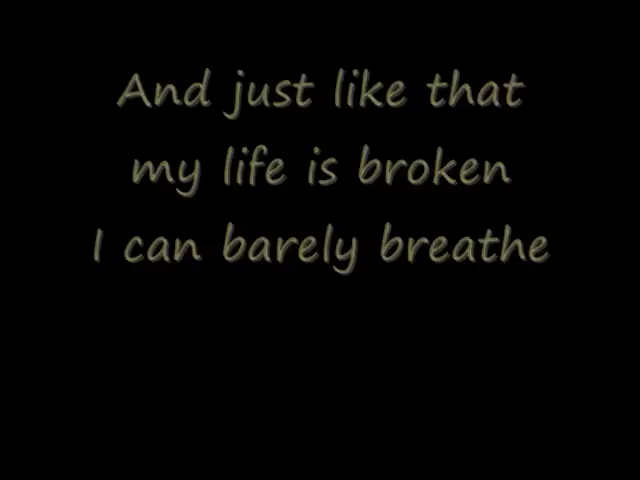 And just like that
my life is broken
I can barely breathe